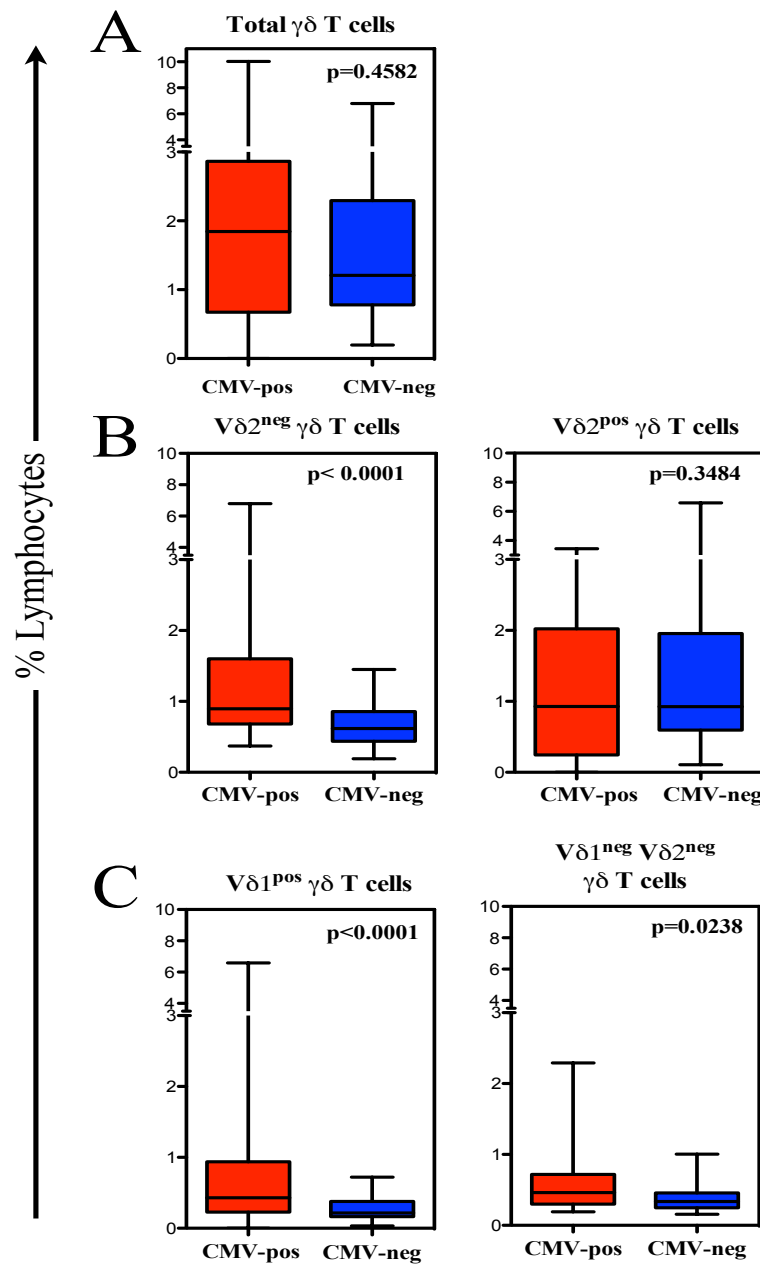 % Lymphocytes
A
Total γδ T cells
p=0.4582
10
8
6
4
3
2
1
0
CMV-pos CMV-neg
B
Vδ2neg γδ T cells
p< 0.0001
10
8
6
4
3
2
1
0
CMV-pos CMV-neg
Vδ2pos γδ T cells
p=0.3484
10
8
6
4
3
2
1
0
CMV-pos CMV-neg
C
Vδ1pos γδ T cells
p<0.0001
10
8
6
4
3
2
1
0
CMV-pos CMV-neg
Vδ1neg Vδ2neg
γδ T cells
p=0.0238
10
8
6
4
3
2
1
0
CMV-pos CMV-neg